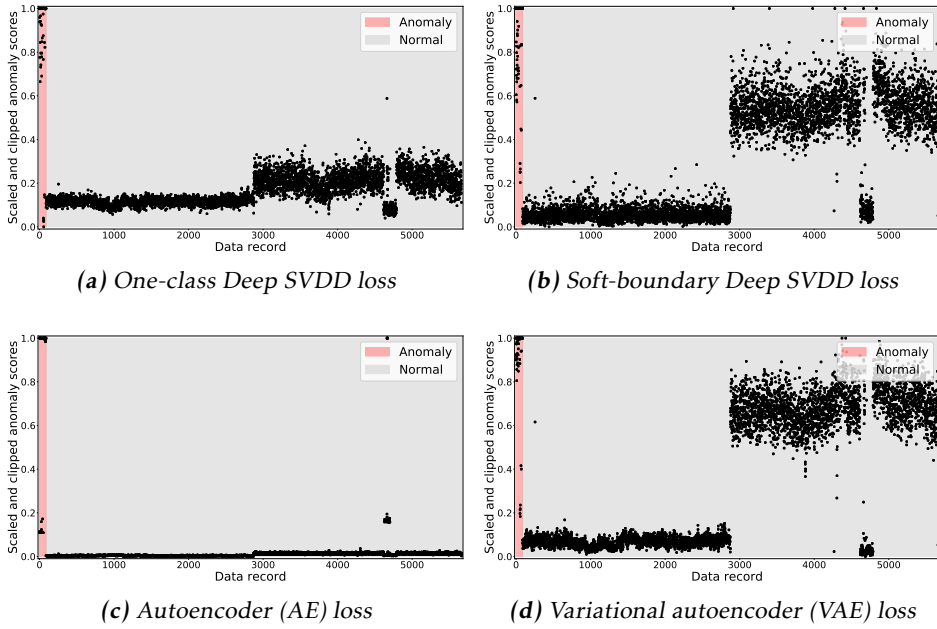 Scaled and clipped anomaly scores
1.0
0.8
0.6
0.4
0.2
0.0
0
1000
2000
3000
4000
5000
Data record
Anomaly
Normal
(a) One-class Deep SVDD loss
Scaled and clipped anomaly scores
1.0
0.8
0.6
0.4
0.2
0.0
0
1000
2000
3000
4000
5000
Data record
Anomaly
Normal
(b) Soft-boundary Deep SVDD loss
Scaled and clipped anomaly scores
1.0
0.8
0.6
0.4
0.2
0.0
0
1000
2000
3000
4000
5000
Data record
Anomaly
Normal
(c) Autoencoder (AE) loss
Scaled and clipped anomaly scores
1.0
0.8
0.6
0.4
0.2
0.0
0
1000
2000
3000
4000
5000
Data record
Anomaly
Normal
(d) Variational autoencoder (VAE) loss